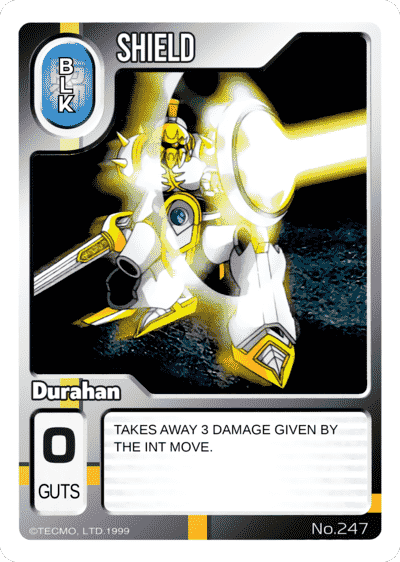 SHIELD
BLK
Durahan
0
GUTS
TAKES AWAY 3 DAMAGE GIVEN BY
THE INT MOVE.
©TECMO, LTD.1999
No.247